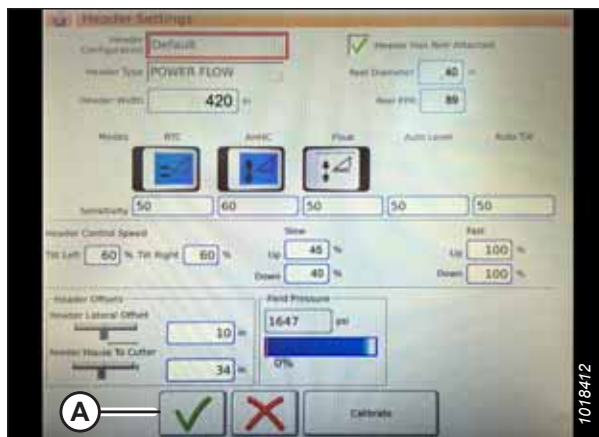 Header Settings
Header Configuration Default
Header Has Reel Attached
Header Type POWER FLOW
Reel Diameter 40 in
Header Width 420 in
Reel PPR 89
Modes RTC AHHC Float Auto Level Auto Tilt
Sensitivity 50 60 50 50 50
Header Control Speed
Slow
Fast
Tilt Left 60 % Tilt Right 60 %
Up 45 %
Up 100 %
Down 40 %
Down 100 %
Header Offsets
Field Pressure
Header Lateral Offset
10 in
1647 psi
Feeder House To Cutter
34 in
0%
A
Calibrate
1018412